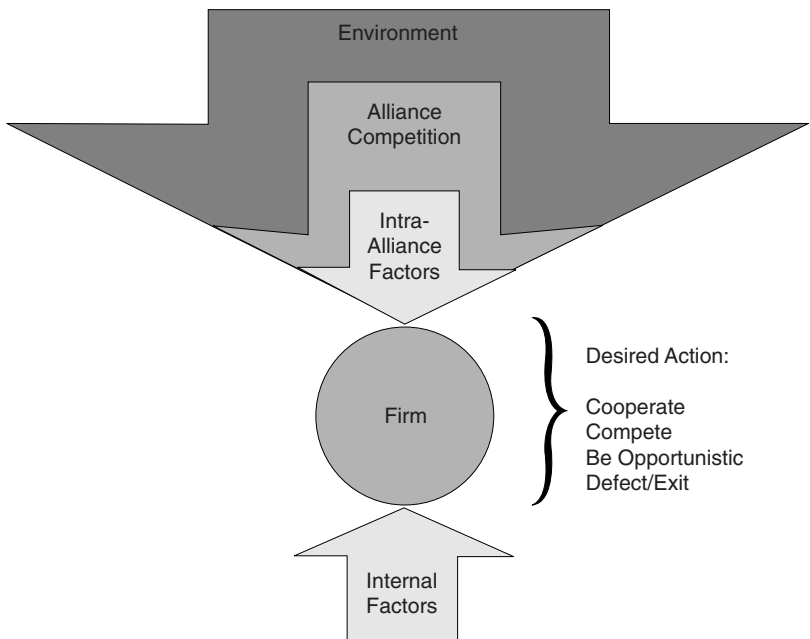 Environment
Alliance
Competition
Intra-
Alliance
Factors
Firm
Desired Action:
Cooperate
Compete
Be Opportunistic
Defect/Exit
Internal
Factors